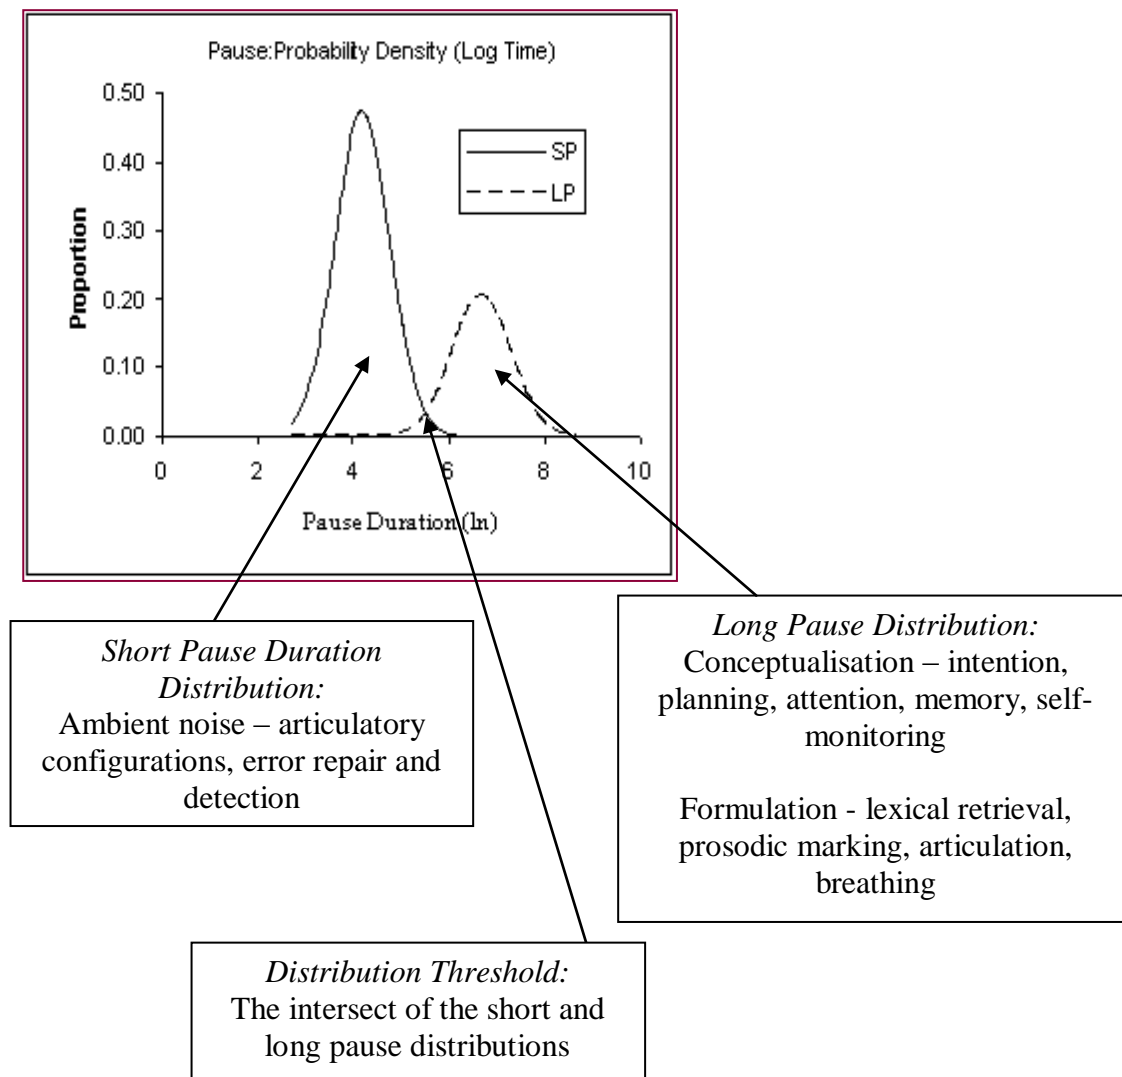 Pause:Probability Density (Log Time)
0.50
0.40
0.30
0.20
0.10
0.00
Proportion
SP
LP
0 2 4 6 8 10
Pause Duration (ln)
Short Pause Duration
Distribution:
Ambient noise – articulatory
configurations, error repair and
detection
Long Pause Distribution:
Conceptualisation – intention,
planning, attention, memory, self-
monitoring
Formulation - lexical retrieval,
prosodic marking, articulation,
breathing
Distribution Threshold:
The intersect of the short and
long pause distributions